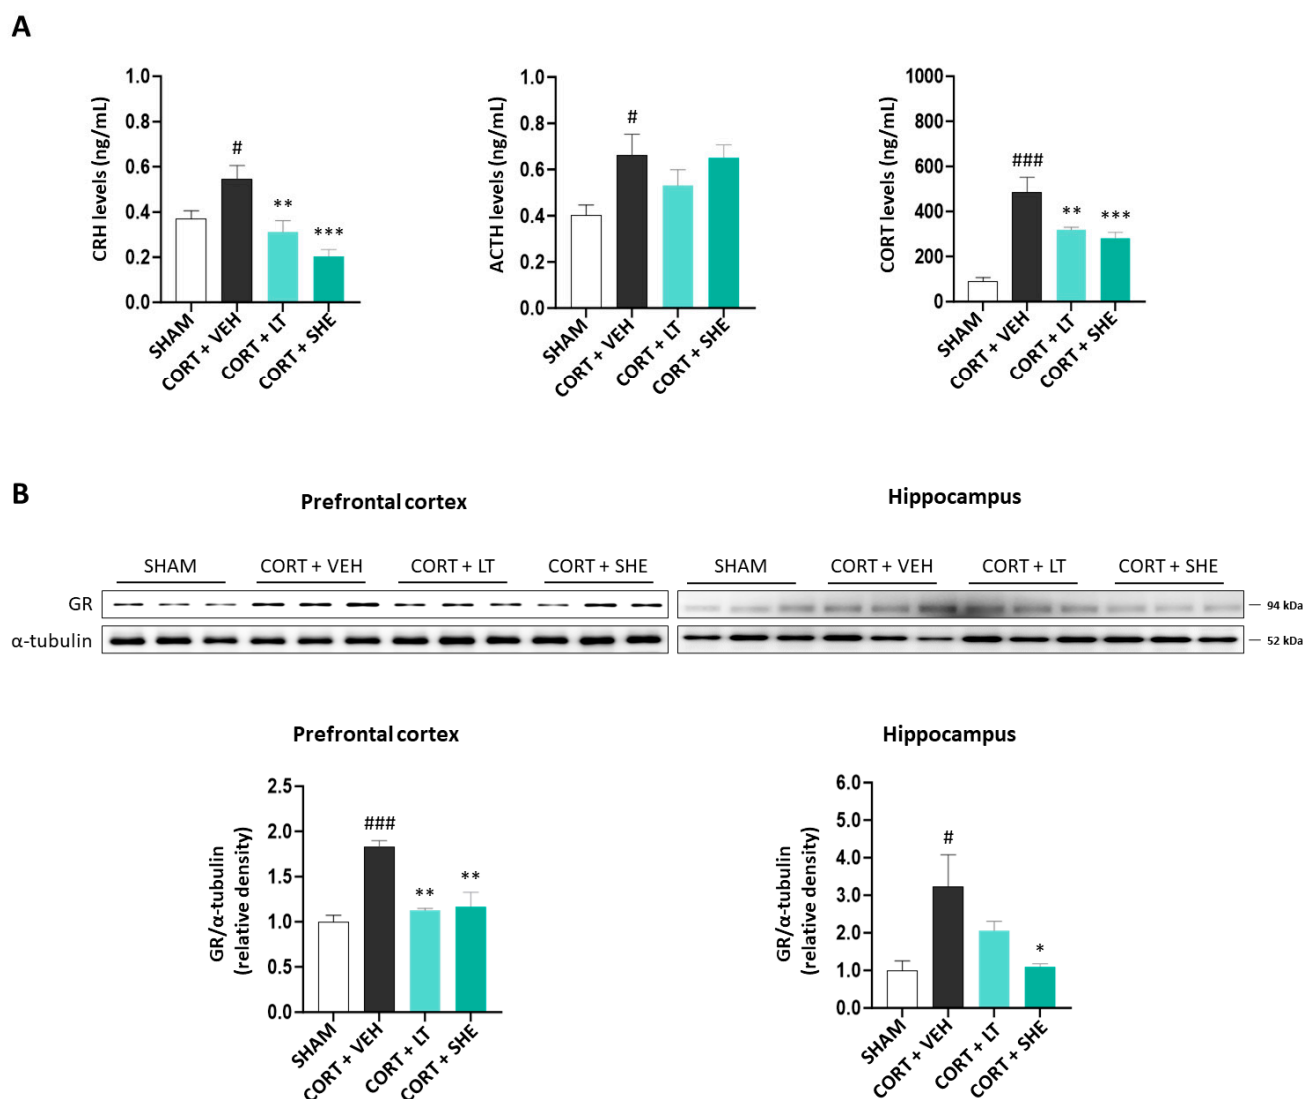 A
CRH levels (ng/mL)
1.0
0.8
0.6
0.4
0.2
0.0
#
**
***
SHAM
CORT + VEH
CORT + LT
CORT + SHE
ACTH levels (ng/mL)
1.0
0.8
0.6
0.4
0.2
0.0
#
SHAM
CORT + VEH
CORT + LT
CORT + SHE
CORT levels (ng/mL)
1000
800
600
400
200
0
###
**
***
SHAM
CORT + VEH
CORT + LT
CORT + SHE
B
Prefrontal cortex
Hippocampus
SHAM CORT + VEH CORT + LT CORT + SHE SHAM CORT + VEH CORT + LT CORT + SHE
GR
94 kDa
α-tubulin
52 kDa
Prefrontal cortex
GR/α-tubulin
(relative density)
2.5
2.0
1.5
1.0
0.5
0.0
###
**
**
SHAM
CORT + VEH
CORT + LT
CORT + SHE
Hippocampus
GR/α-tubulin
(relative density)
6.0
5.0
4.0
3.0
2.0
1.0
0.0
#
*
SHAM
CORT + VEH
CORT + LT
CORT + SHE